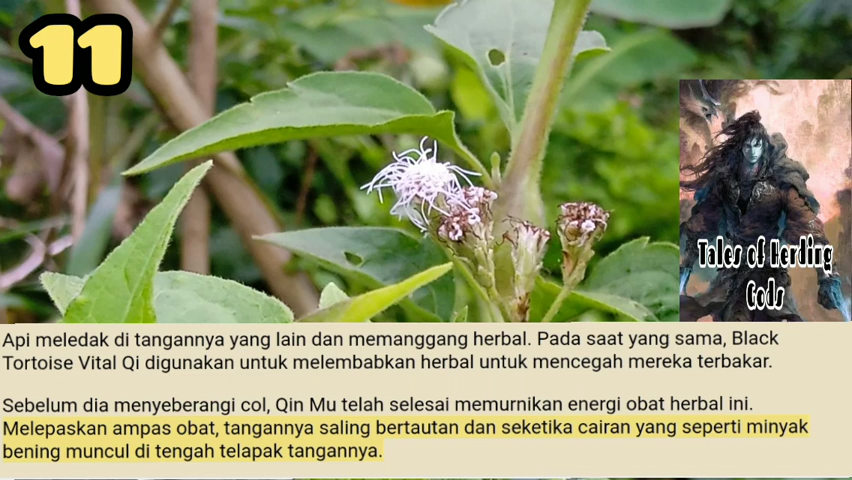 11
Tales of Herding
Gods
Api meledak di tangannya yang lain dan memanggang herbal. Pada saat yang sama, Black
Tortoise Vital Qi digunakan untuk melembabkan herbal untuk mencegah mereka terbakar.
Sebelum dia menyeberangi col, Qin Mu telah selesai memurnikan energi obat herbal ini.
Melepaskan ampas obat, tangannya saling bertautan dan seketika cairan yang seperti minyak
bening muncul di tengah telapak tangannya.